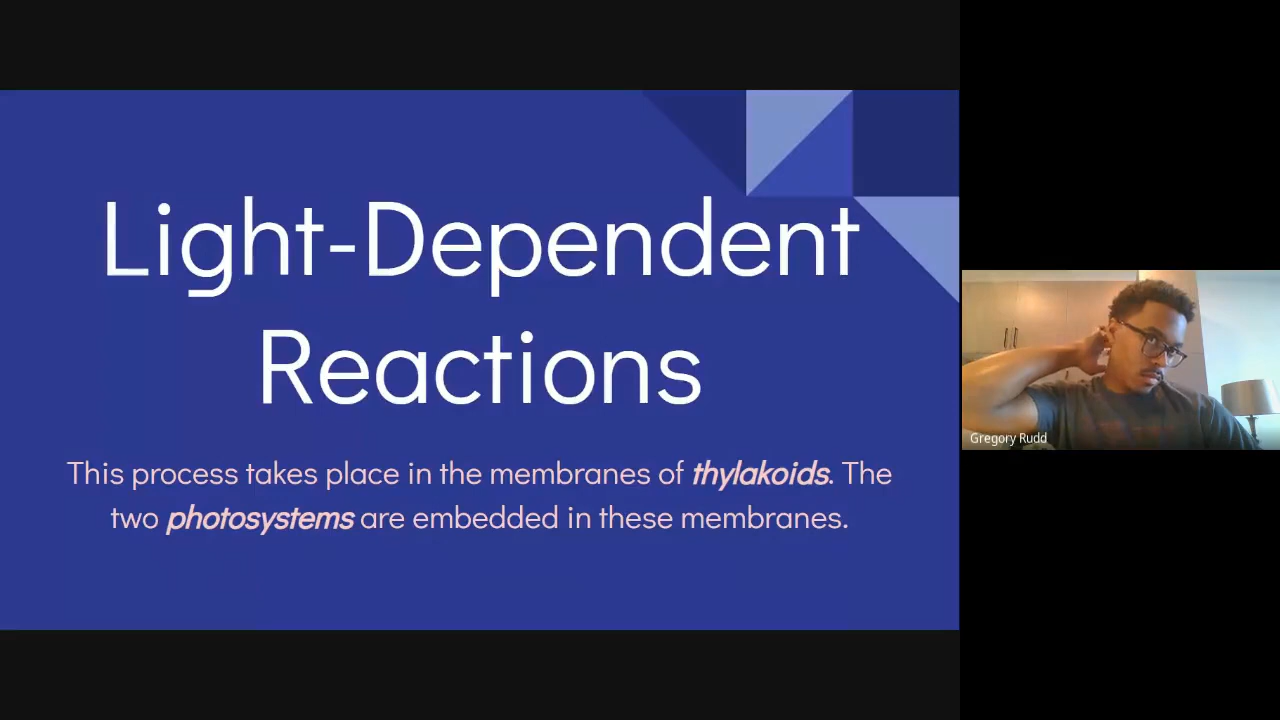 Light-Dependent
Reactions
This process takes place in the membranes of thylakoids. The
two photosystems are embedded in these membranes.
Gregory Rudd